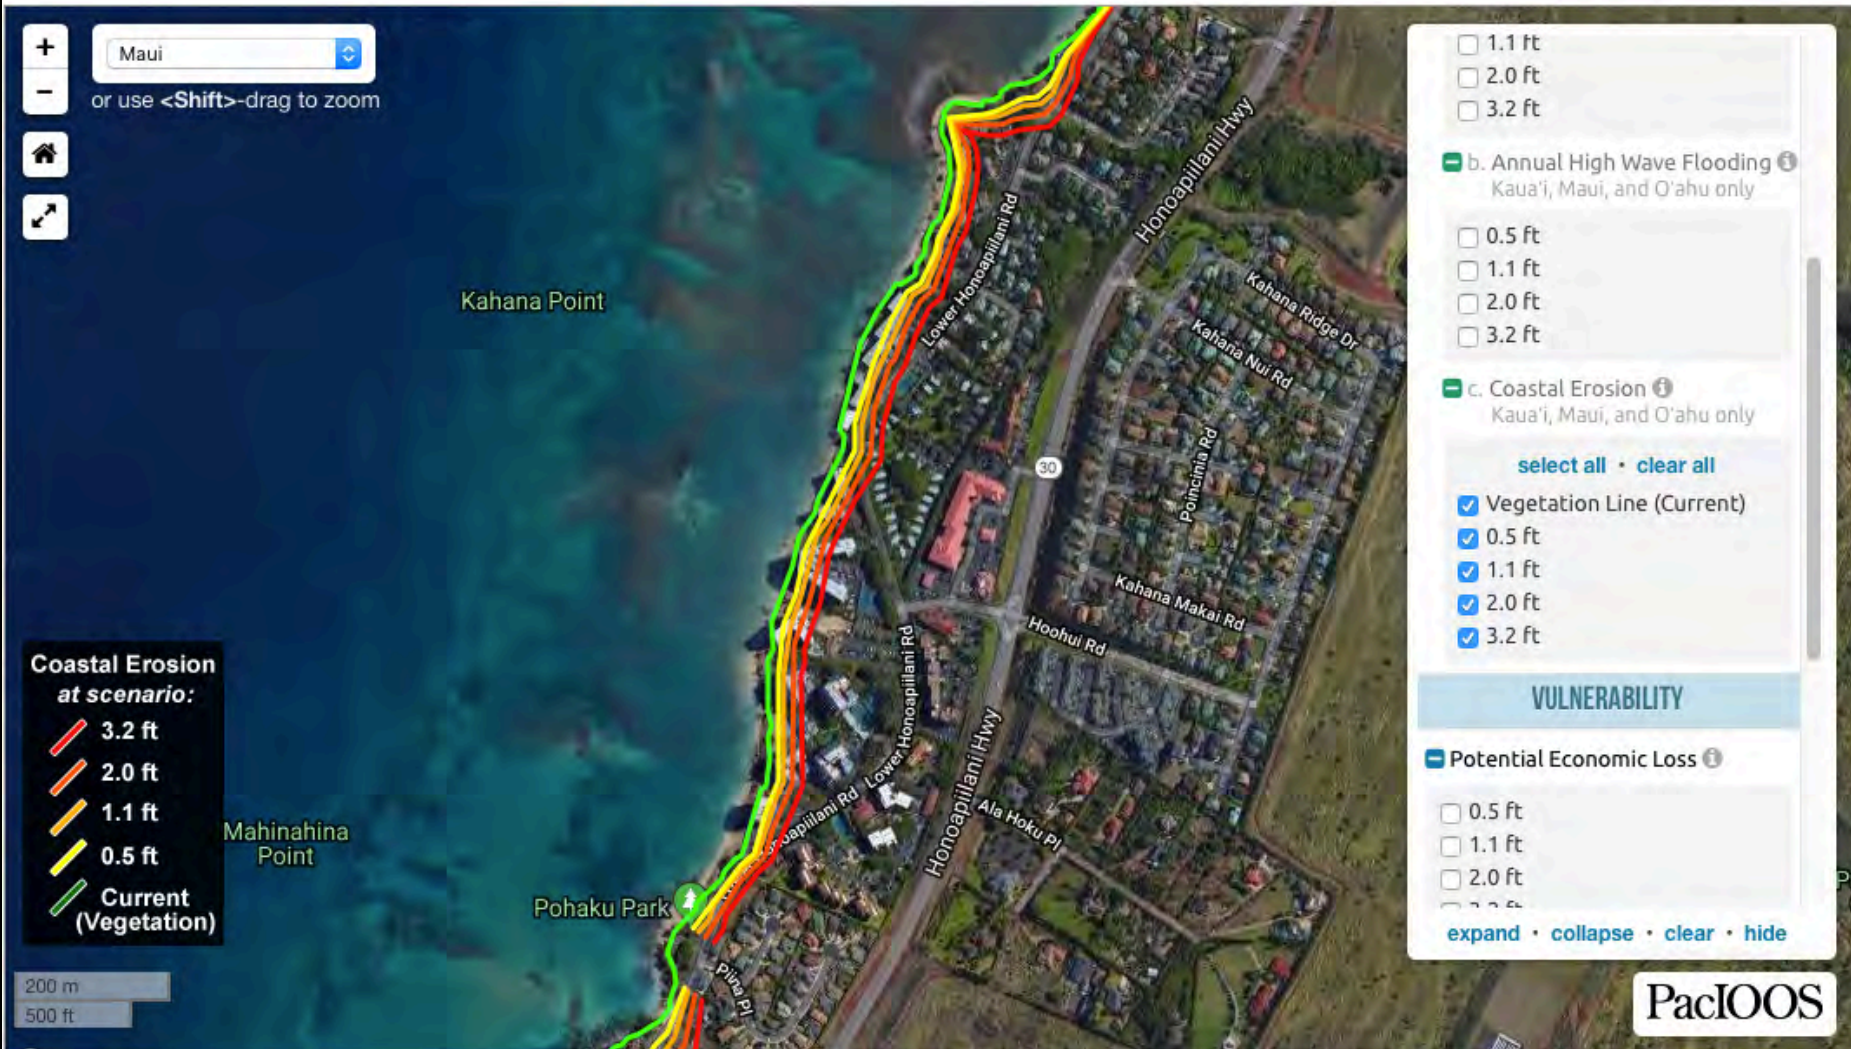 +
Maui
−
or use <Shift>-drag to zoom
Kahana Point
Mahinahina
Point
Pohaku Park
Honoapiilani Hwy
Lower Honoapiilani Rd
Kahana Ridge Dr
Kahana Nui Rd
Poincinia Rd
30
Kahana Makai Rd
Hoohui Rd
Lower Honoapiilani Rd
Honoapiilani Hwy
Ala Hoku Pl
Piina Pl
Coastal Erosion
at scenario:
3.2 ft
2.0 ft
1.1 ft
0.5 ft
Current
(Vegetation)
200 m
500 ft
1.1 ft
2.0 ft
3.2 ft
b. Annual High Wave Flooding
Kaua'i, Maui, and O'ahu only
0.5 ft
1.1 ft
2.0 ft
3.2 ft
c. Coastal Erosion
Kaua'i, Maui, and O'ahu only
select all • clear all
Vegetation Line (Current)
0.5 ft
1.1 ft
2.0 ft
3.2 ft
VULNERABILITY
Potential Economic Loss
0.5 ft
1.1 ft
2.0 ft
expand • collapse • clear • hide
PacIOOS